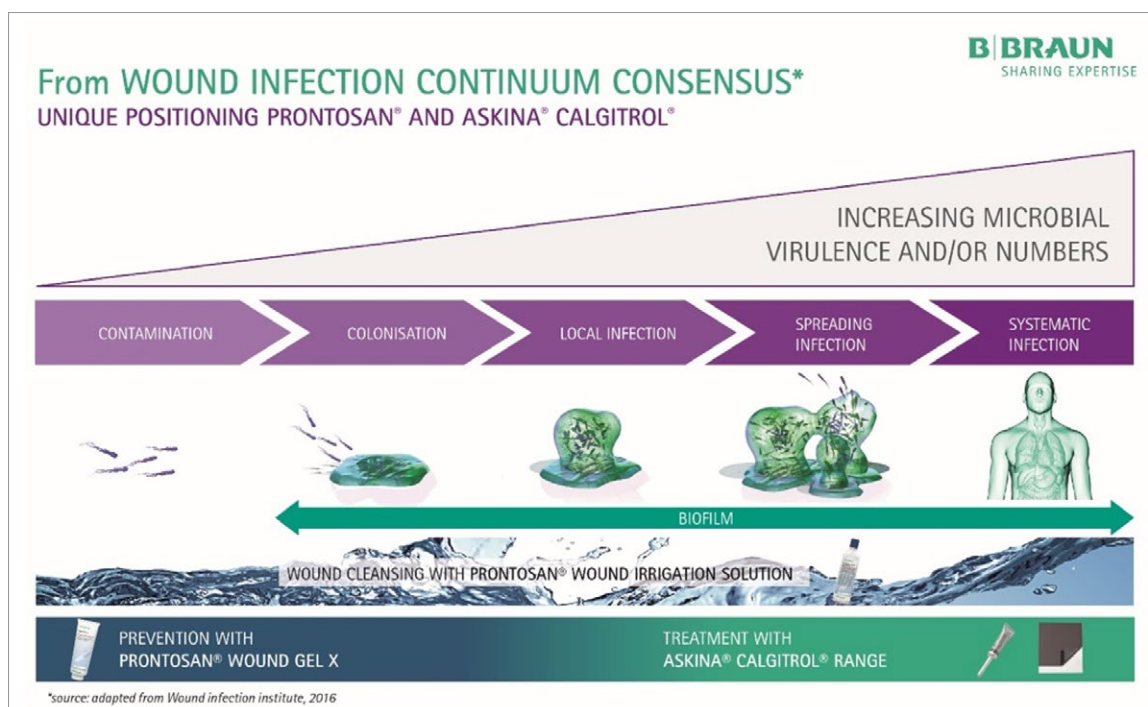 B|BRAUN
SHARING EXPERTISE
From WOUND INFECTION CONTINUUM CONSENSUS*
UNIQUE POSITIONING PRONTOSAN® AND ASKINA® CALGITROL®
INCREASING MICROBIAL
VIRULENCE AND/OR NUMBERS
CONTAMINATION
COLONISATION
LOCAL INFECTION
SPREADING
INFECTION
SYSTEMATIC
INFECTION
BIOFILM
WOUND CLEANSING WITH PRONTOSAN® WOUND IRRIGATION SOLUTION
PREVENTION WITH
PRONTOSAN® WOUND GEL X
TREATMENT WITH
ASKINA® CALGITROL® RANGE
*source: adapted from Wound infection institute, 2016